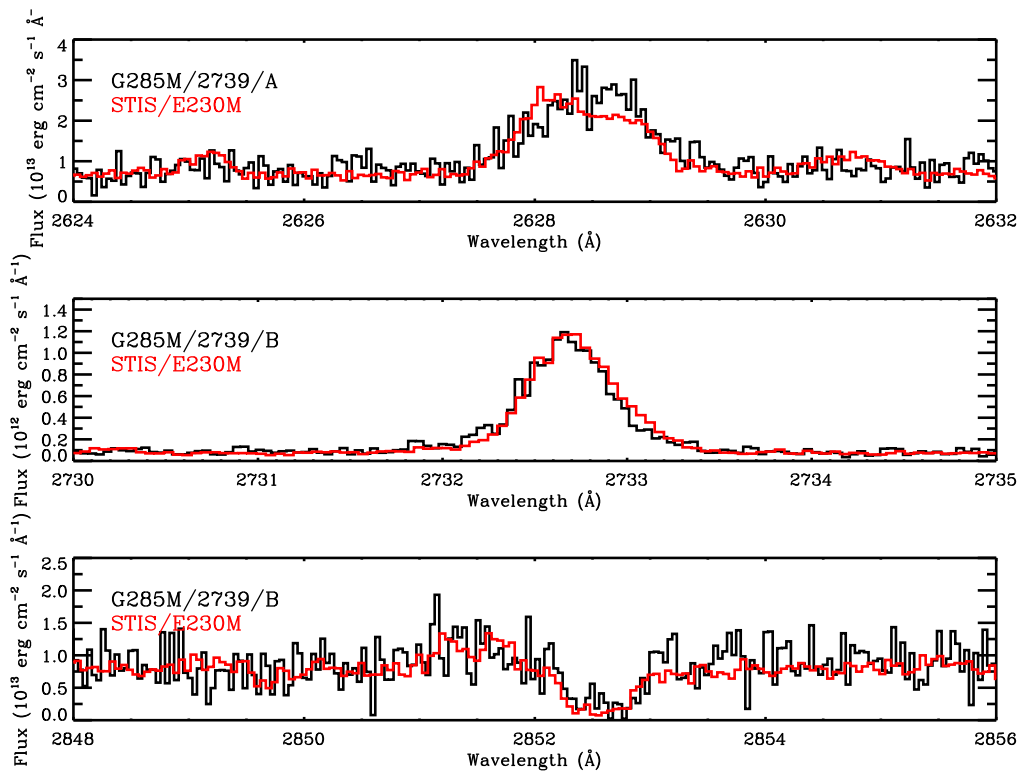 Flux (10¹³ erg cm⁻² s⁻¹ Å⁻
4
3
2
1
0
G285M/2739/A
STIS/E230M
2624 2626 2628 2630 2632
Wavelength (Å)
Flux (10¹² erg cm⁻² s⁻¹ Å⁻¹)
1.4
1.2
1.0
0.8
0.6
0.4
0.2
0.0
G285M/2739/B
STIS/E230M
2730 2731 2732 2733 2734 2735
Wavelength (Å)
Flux (10¹³ erg cm⁻² s⁻¹ Å⁻¹)
2.5
2.0
1.5
1.0
0.5
0.0
G285M/2739/B
STIS/E230M
2848 2850 2852 2854 2856
Wavelength (Å)